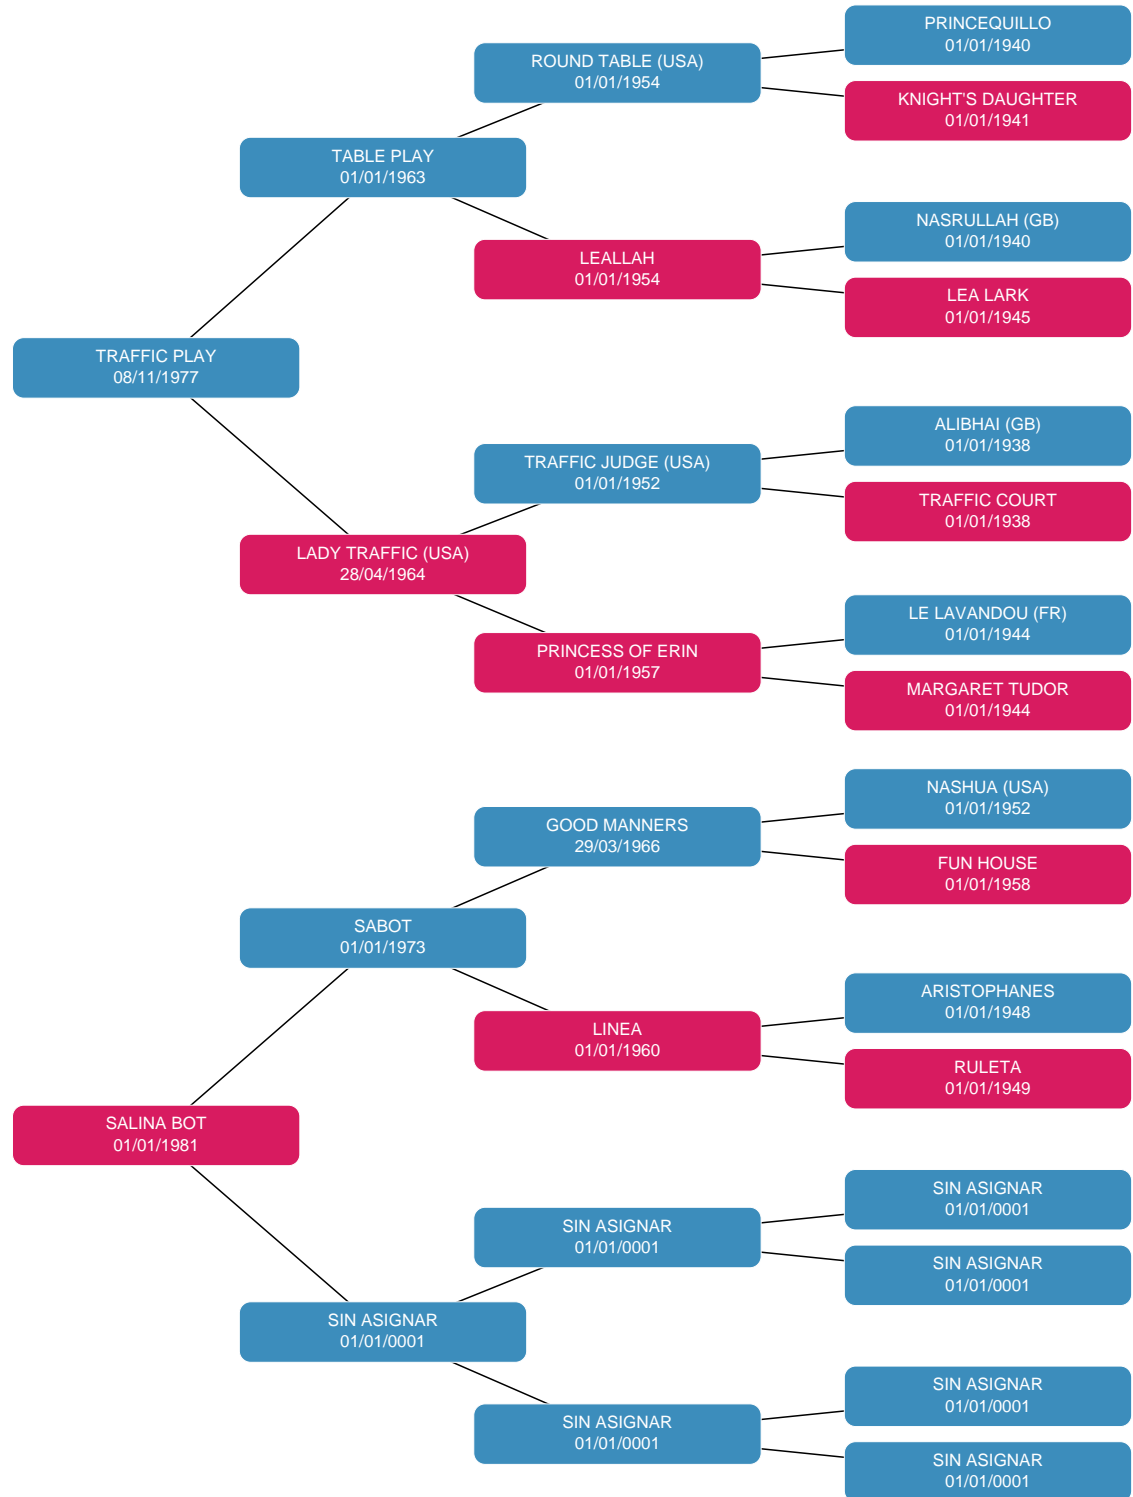 PRINCEQUILLO
01/01/1940
ROUND TABLE (USA)
01/01/1954
KNIGHT'S DAUGHTER
01/01/1941
TABLE PLAY
01/01/1963
NASRULLAH (GB)
01/01/1940
LEALLAH
01/01/1954
LEA LARK
01/01/1945
TRAFFIC PLAY
08/11/1977
ALIBHAI (GB)
01/01/1938
TRAFFIC JUDGE (USA)
01/01/1952
TRAFFIC COURT
01/01/1938
LADY TRAFFIC (USA)
28/04/1964
LE LAVANDOU (FR)
01/01/1944
PRINCESS OF ERIN
01/01/1957
MARGARET TUDOR
01/01/1944
NASHUA (USA)
01/01/1952
GOOD MANNERS
29/03/1966
FUN HOUSE
01/01/1958
SABOT
01/01/1973
ARISTOPHANES
01/01/1948
LINEA
01/01/1960
RULETA
01/01/1949
SALINA BOT
01/01/1981
SIN ASIGNAR
01/01/0001
SIN ASIGNAR
01/01/0001
SIN ASIGNAR
01/01/0001
SIN ASIGNAR
01/01/0001
SIN ASIGNAR
01/01/0001
SIN ASIGNAR
01/01/0001
SIN ASIGNAR
01/01/0001